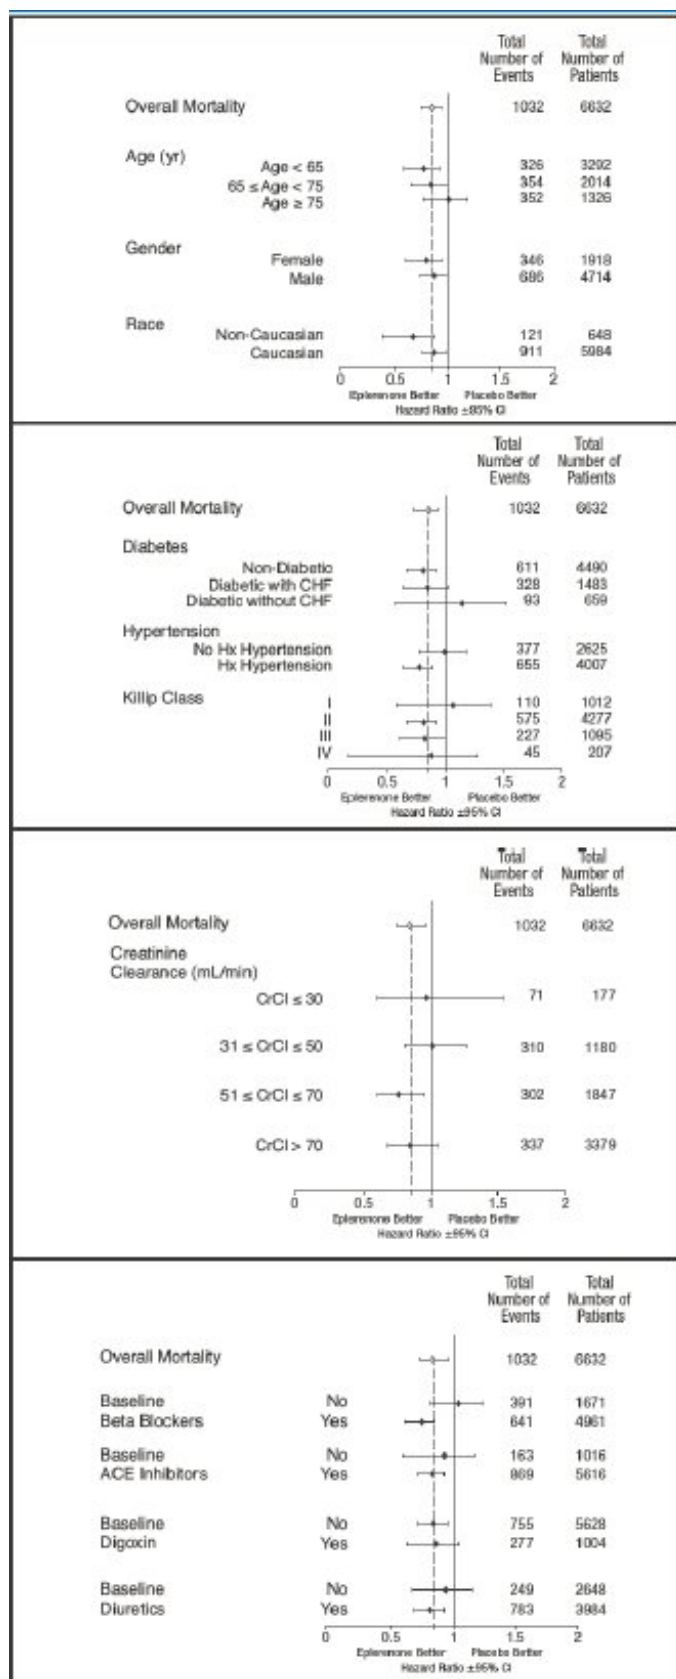 Total Total
Number of Number of
Events Patients
Overall Mortality 1032 6632
Age (yr)
Age < 65 326 3292
65 ≤ Age < 75 354 2014
Age ≥ 75 352 1326
Gender
Female 346 1918
Male 686 4714
Race
Non-Caucasian 121 648
Caucasian 911 5984
0 0.5 1 1.5 2
Eplerenone Better Placebo Better
Hazard Ratio ±95% CI
Total Total
Number of Number of
Events Patients
Overall Mortality 1032 6632
Diabetes
Non-Diabetic 611 4490
Diabetic with CHF 328 1483
Diabetic without CHF 93 659
Hypertension
No Hx Hypertension 377 2625
Hx Hypertension 655 4007
Killip Class
I 110 1012
II 575 4277
III 227 1095
IV 45 207
0 0.5 1 1.5 2
Eplerenone Better Placebo Better
Hazard Ratio ±95% CI
Total Total
Number of Number of
Events Patients
Overall Mortality 1032 6632
Creatinine
Clearance (mL/min)
CrCl ≤ 30 71 177
31 ≤ CrCl ≤ 50 310 1180
51 ≤ CrCl ≤ 70 302 1847
CrCl > 70 337 3379
0 0.5 1 1.5 2
Eplerenone Better Placebo Better
Hazard Ratio ±95% CI
Total Total
Number of Number of
Events Patients
Overall Mortality 1032 6632
Baseline No 391 1671
Beta Blockers Yes 641 4961
Baseline No 163 1016
ACE Inhibitors Yes 869 5616
Baseline No 755 5628
Digoxin Yes 277 1004
Baseline No 249 2648
Diuretics Yes 783 3984
0 0.5 1 1.5 2
Eplerenone Better Placebo Better
Hazard Ratio ±95% CI